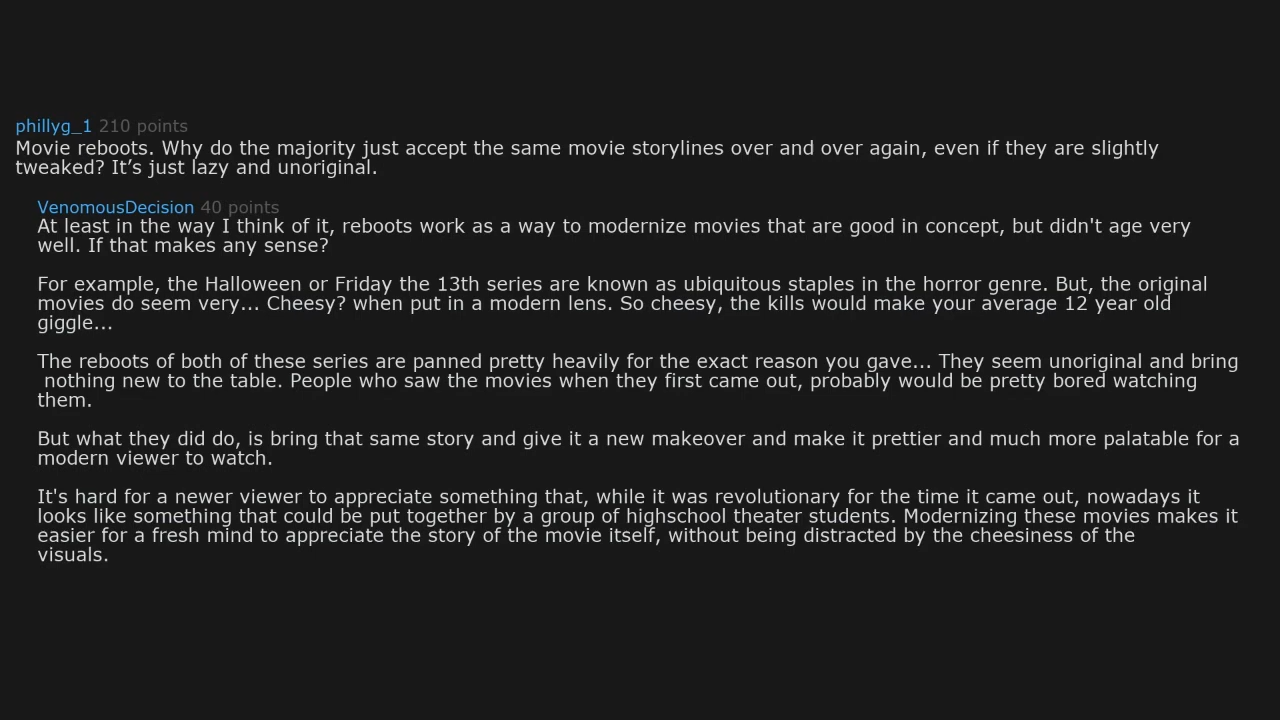 phillyg_1 210 points
Movie reboots. Why do the majority just accept the same movie storylines over and over again, even if they are slightly
tweaked? It’s just lazy and unoriginal.
VenomousDecision 40 points
At least in the way I think of it, reboots work as a way to modernize movies that are good in concept, but didn't age very
well. If that makes any sense?
For example, the Halloween or Friday the 13th series are known as ubiquitous staples in the horror genre. But, the original
movies do seem very... Cheesy? when put in a modern lens. So cheesy, the kills would make your average 12 year old
giggle...
The reboots of both of these series are panned pretty heavily for the exact reason you gave... They seem unoriginal and bring
nothing new to the table. People who saw the movies when they first came out, probably would be pretty bored watching
them.
But what they did do, is bring that same story and give it a new makeover and make it prettier and much more palatable for a
modern viewer to watch.
It's hard for a newer viewer to appreciate something that, while it was revolutionary for the time it came out, nowadays it
looks like something that could be put together by a group of highschool theater students. Modernizing these movies makes it
easier for a fresh mind to appreciate the story of the movie itself, without being distracted by the cheesiness of the
visuals.